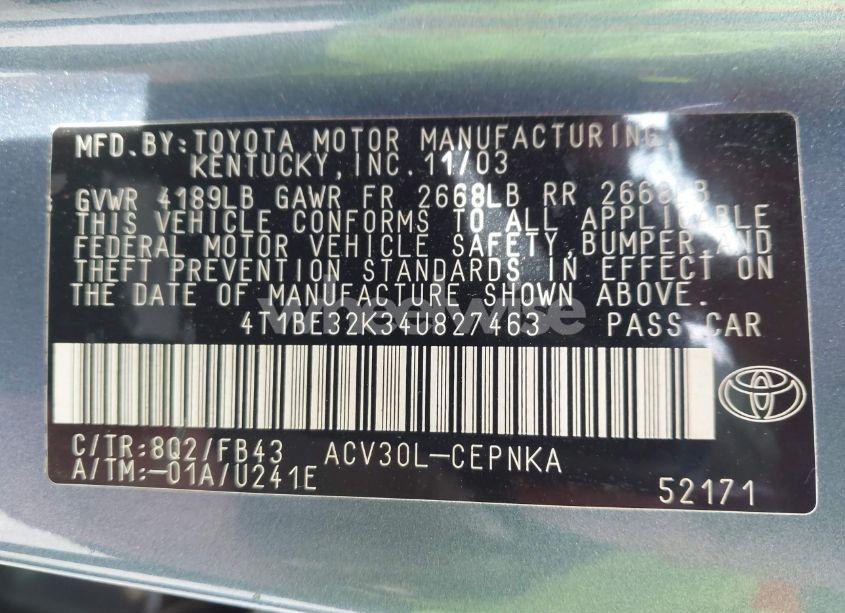 MFD.BY:TOYOTA MOTOR MANUFACTURING,
KENTUCKY,INC. 11/03
GVWR 4189LB GAWR FR 2668LB RR 2668LB
THIS VEHICLE CONFORMS TO ALL APPLICABLE
FEDERAL MOTOR VEHICLE SAFETY,BUMPER,AND
THEFT PREVENTION STANDARDS IN EFFECT ON
THE DATE OF MANUFACTURE SHOWN ABOVE.
4T1BE32K34U827463 PASS.CAR
C/TR:8Q2/FB43 ACV30L-CEPNKA
A/TM:-01A/U241E
52171